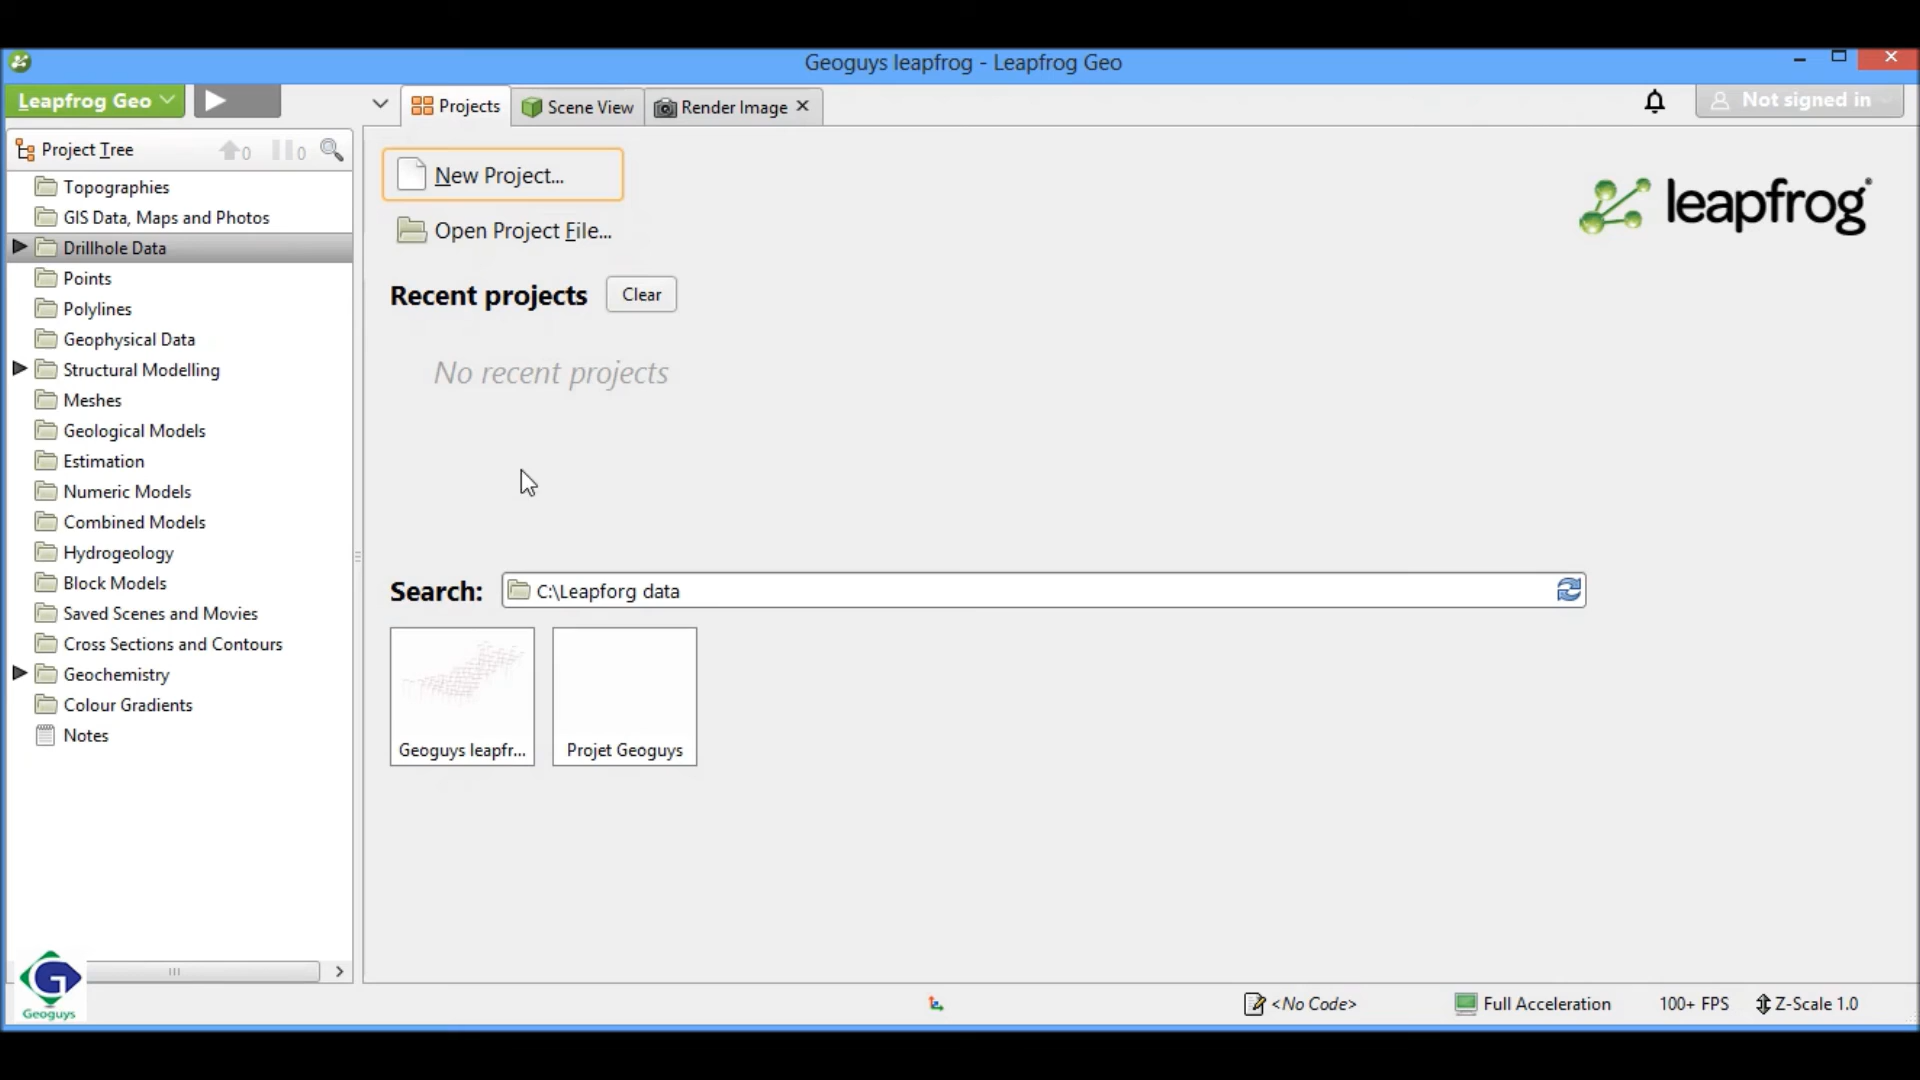 Geoguys leapfrog - Leapfrog Geo
Leapfrog Geo
Projects
Scene View
Render Image
Not signed in
Project Tree
0
0
Topographies
GIS Data, Maps and Photos
Drillhole Data
Points
Polylines
Geophysical Data
Structural Modelling
Meshes
Geological Models
Estimation
Numeric Models
Combined Models
Hydrogeology
Block Models
Saved Scenes and Movies
Cross Sections and Contours
Geochemistry
Colour Gradients
Notes
New Project...
Open Project File...
leapfrog®
Recent projects
Clear
No recent projects
Search:
C:\Leapforg data
Geoguys leapfr...
Projet Geoguys
G
Geoguys
<No Code>
Full Acceleration
100+ FPS
Z-Scale 1.0